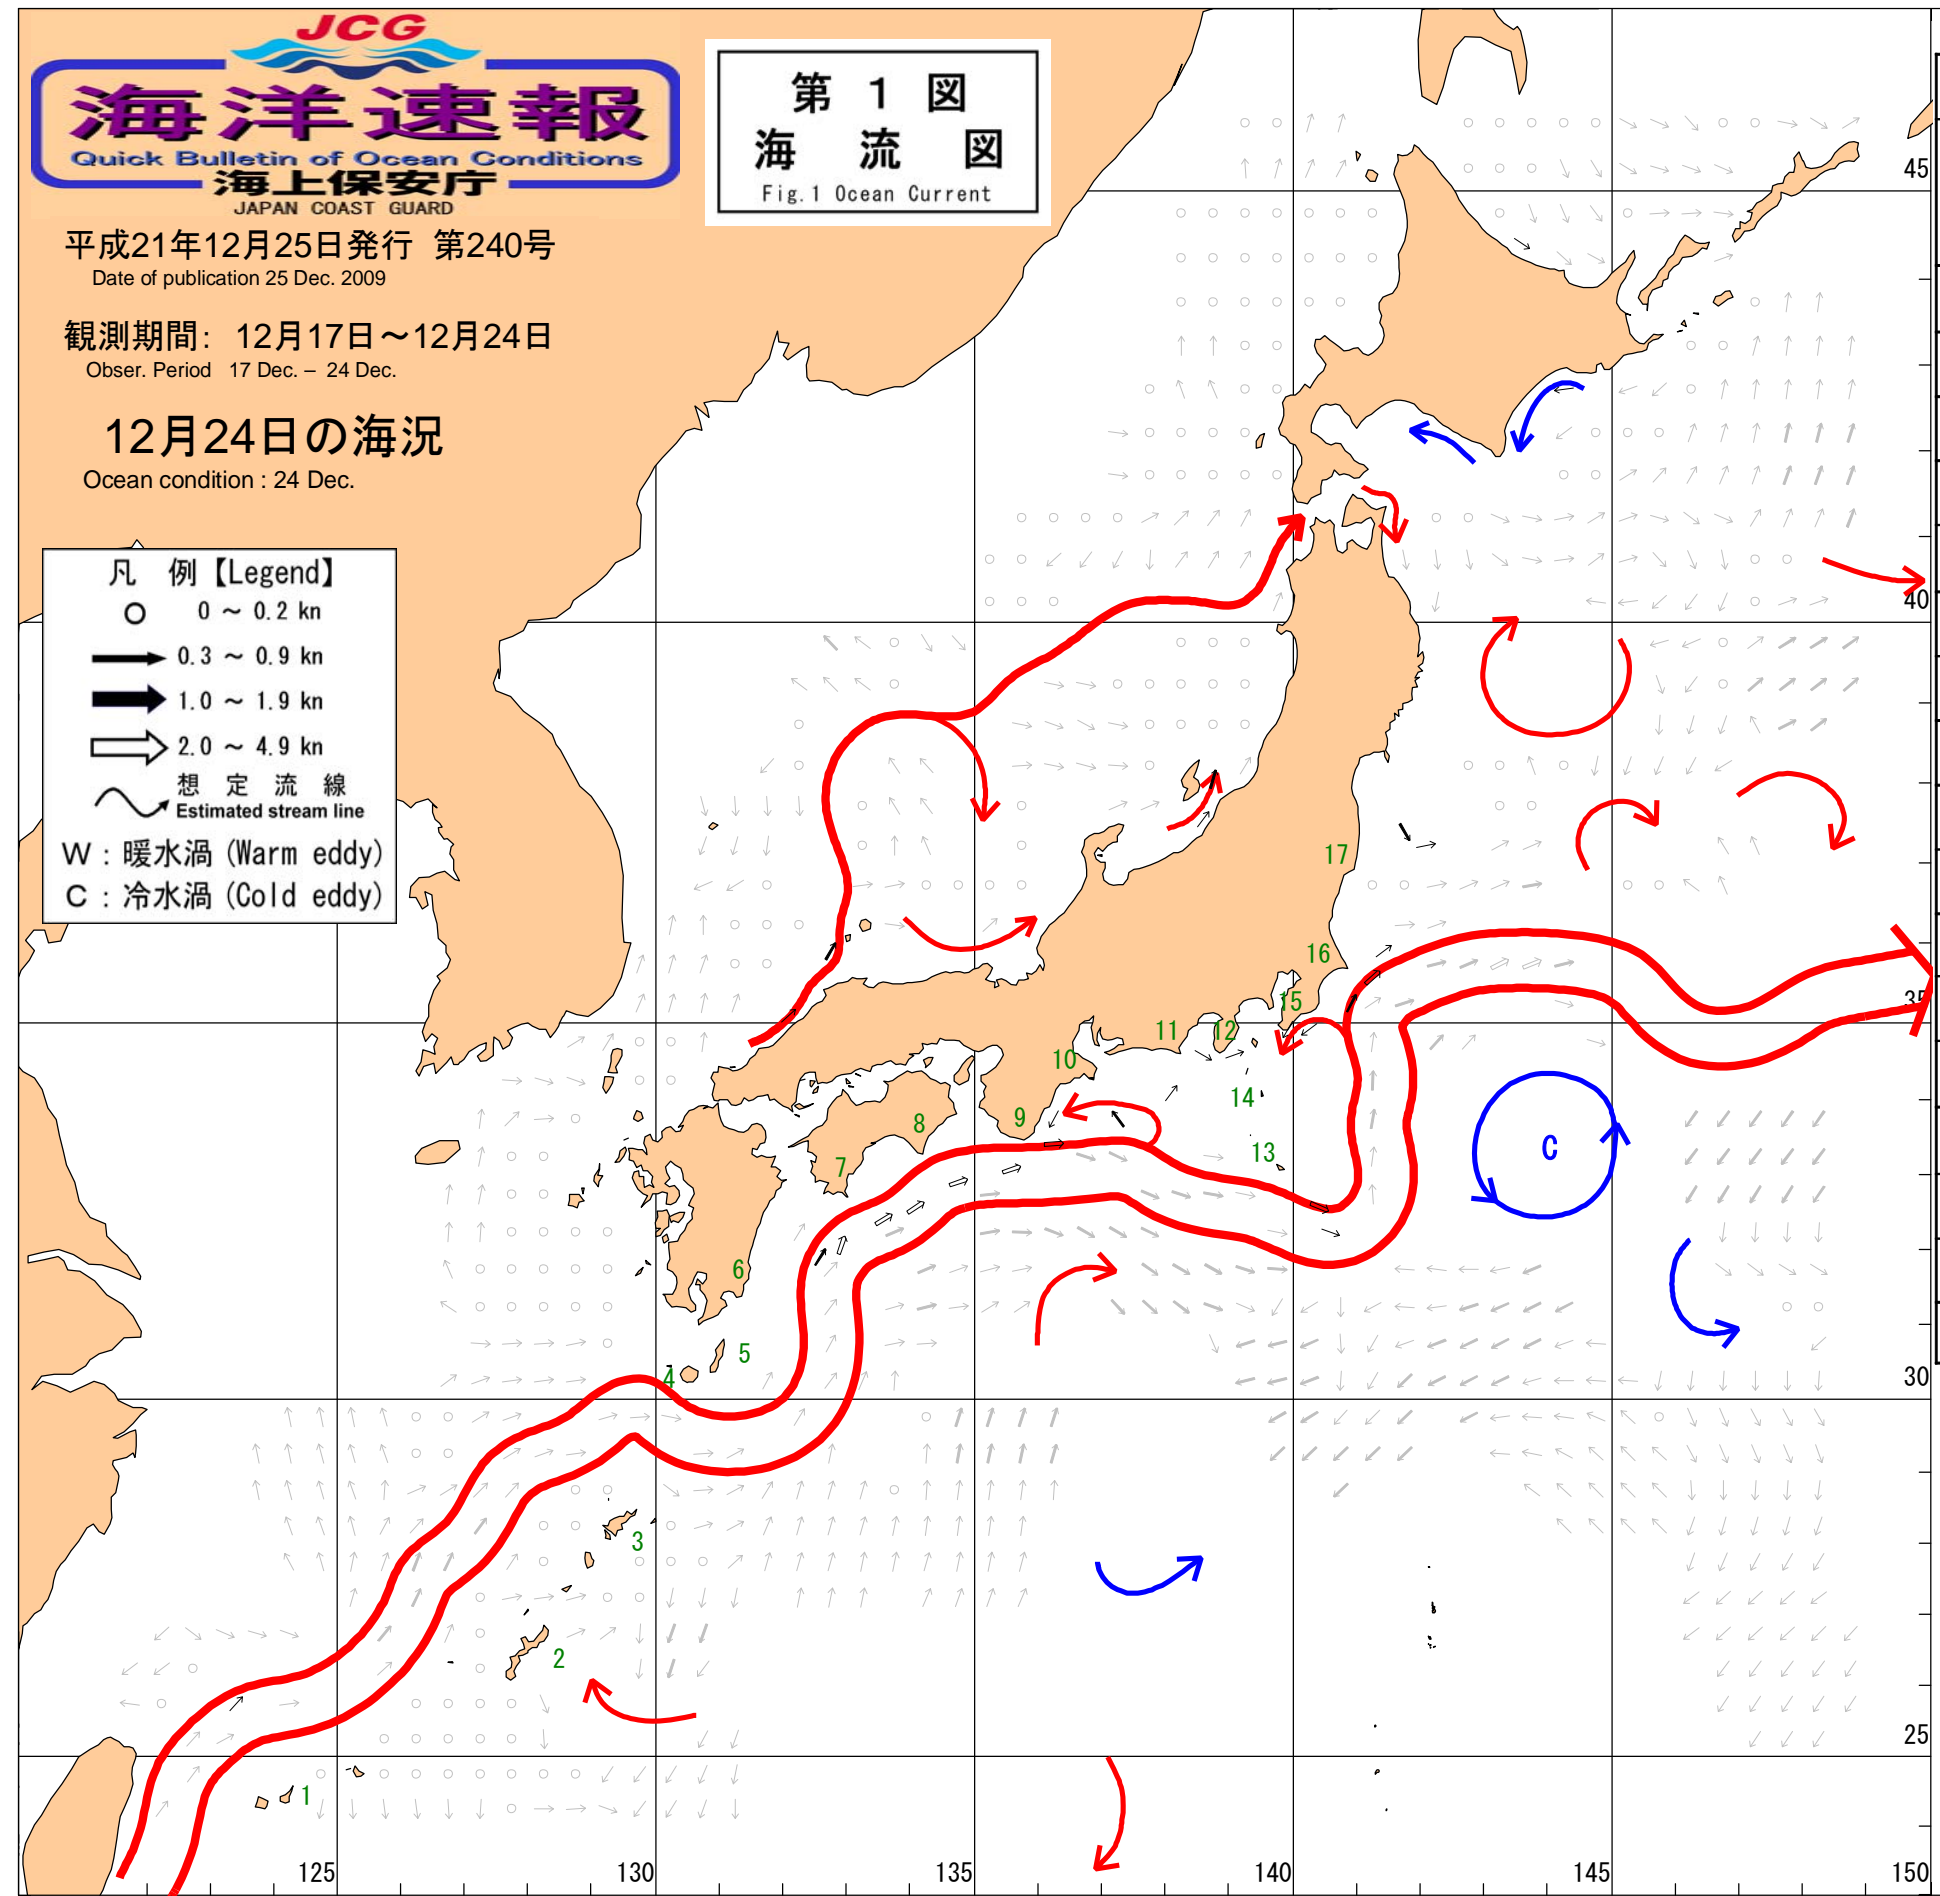 JCG
海洋速報
Quick Bulletin of Ocean Conditions
海上保安庁
JAPAN COAST GUARD
第 1 図
海 流 図
Fig.1 Ocean Current
平成21年12月25日発行 第240号
Date of publication 25 Dec. 2009
観測期間: 12月17日～12月24日
Obser. Period 17 Dec. – 24 Dec.
12月24日の海況
Ocean condition : 24 Dec.
凡 例【Legend】
0 ～ 0.2 kn
0.3 ～ 0.9 kn
1.0 ～ 1.9 kn
2.0 ～ 4.9 kn
想 定 流 線
Estimated stream line
W : 暖水渦 (Warm eddy)
C : 冷水渦 (Cold eddy)
45
40
35
30
25
17
16
15
12
11
10
14
9
8
13
7
C
6
5
4
3
2
1
125
130
135
140
145
150